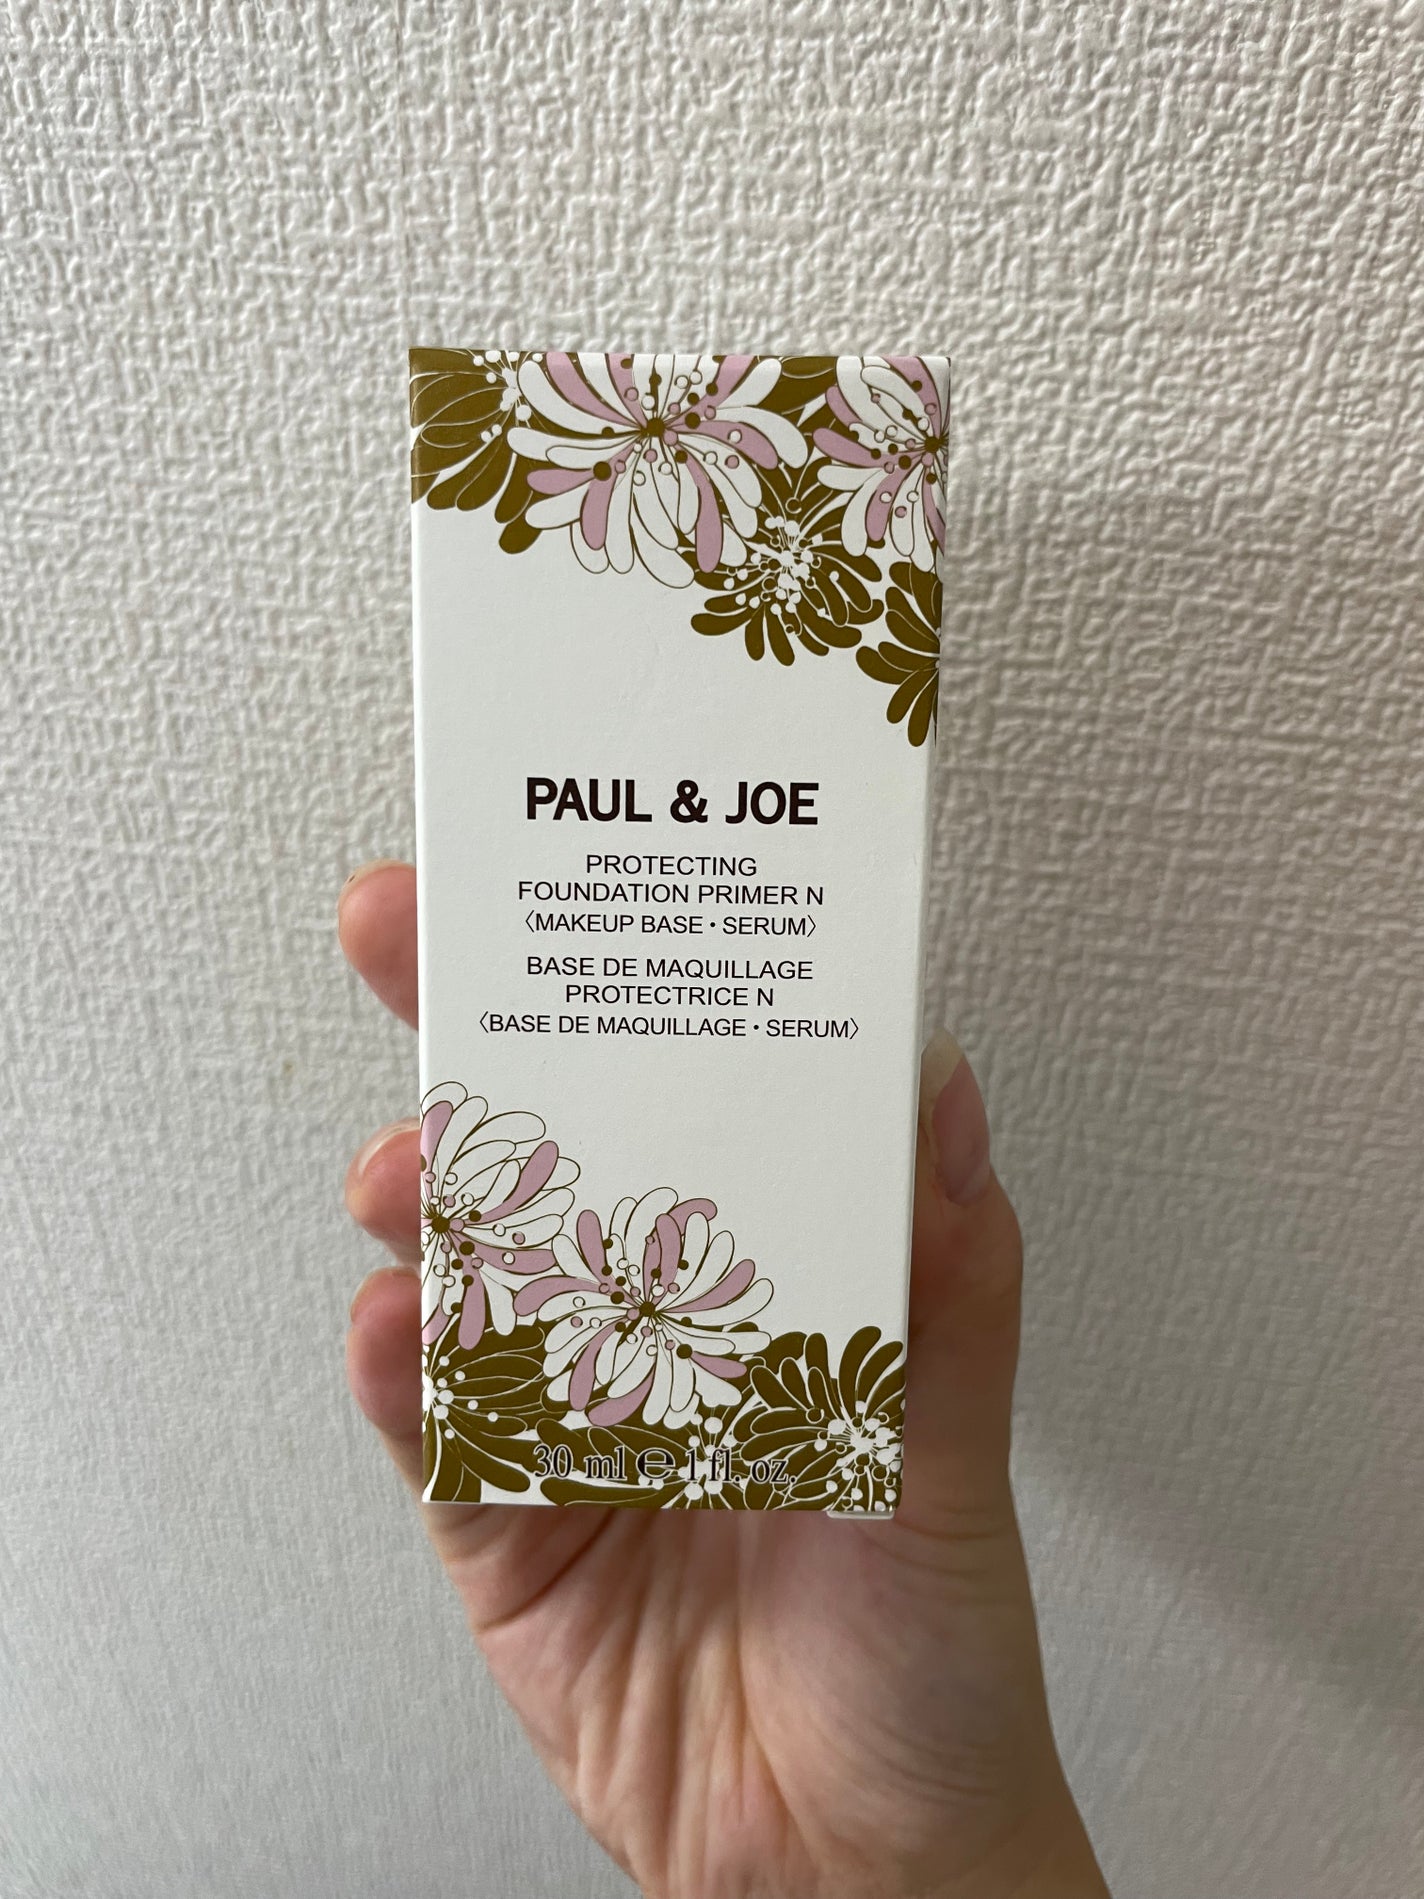 PAUL & JOE
PROTECTING
FOUNDATION PRIMER N
〈MAKEUP BASE・SERUM〉
BASE DE MAQUILLAGE
PROTECTRICE N
〈BASE DE MAQUILLAGE・SERUM〉
30 ml ℮ 1 fl. oz.